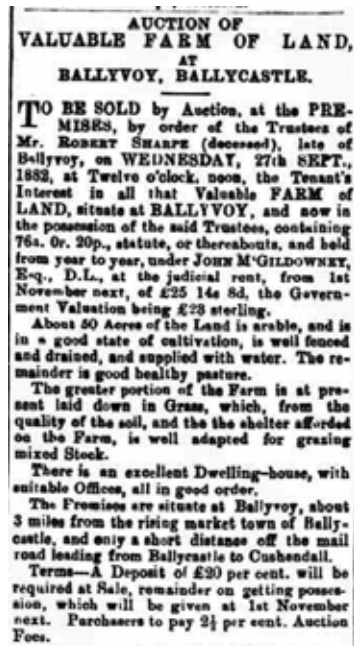 AUCTION OF
VALUABLE FARM OF LAND,
AT
BALLYVOY, BALLYCASTLE.
TO BE SOLD by Auction, at the PRE-
MISES, by order of the Trustees of
Mr. ROBERT SHARPE (deceased), late of
Ballyvoy, on WEDNESDAY, 27th SEPT.,
1882, at Twelve o'clock, noon, the Tenant's
Interest in all that Valuable FARM of
LAND, situate at BALLYVOY, and now in
the possession of the said Trustees, containing
76a. 0r. 20p., statute, or thereabouts, and held
from year to year, under JOHN M'GILDOWNEY,
Esq., D.L., at the judicial rent, from 1st
November next, of £25 14s 8d, the Govern-
ment Valuation being £23 sterling.
About 50 Acres of the Land is arable, and is
in a good state of cultivation, is well fenced
and drained, and supplied with water. The re-
mainder is good healthy pasture.
The greater portion of the Farm is at pre-
sent laid down in Grass, which, from the
quality of the soil, and the the shelter afforded
on the Farm, is well adapted for grazing
mixed Stock.
There is an excellent Dwelling-house, with
suitable Offices, all in good order.
The Premises are situate at Ballyvoy, about
3 miles from the rising market town of Bally-
castle, and only a short distance off the mail
road leading from Ballycastle to Cushendall.
Terms—A Deposit of £20 per cent. will be
required at Sale, remainder on getting posses-
sion, which will be given at 1st November
next. Purchasers to pay 2½ per cent. Auction
Fees.